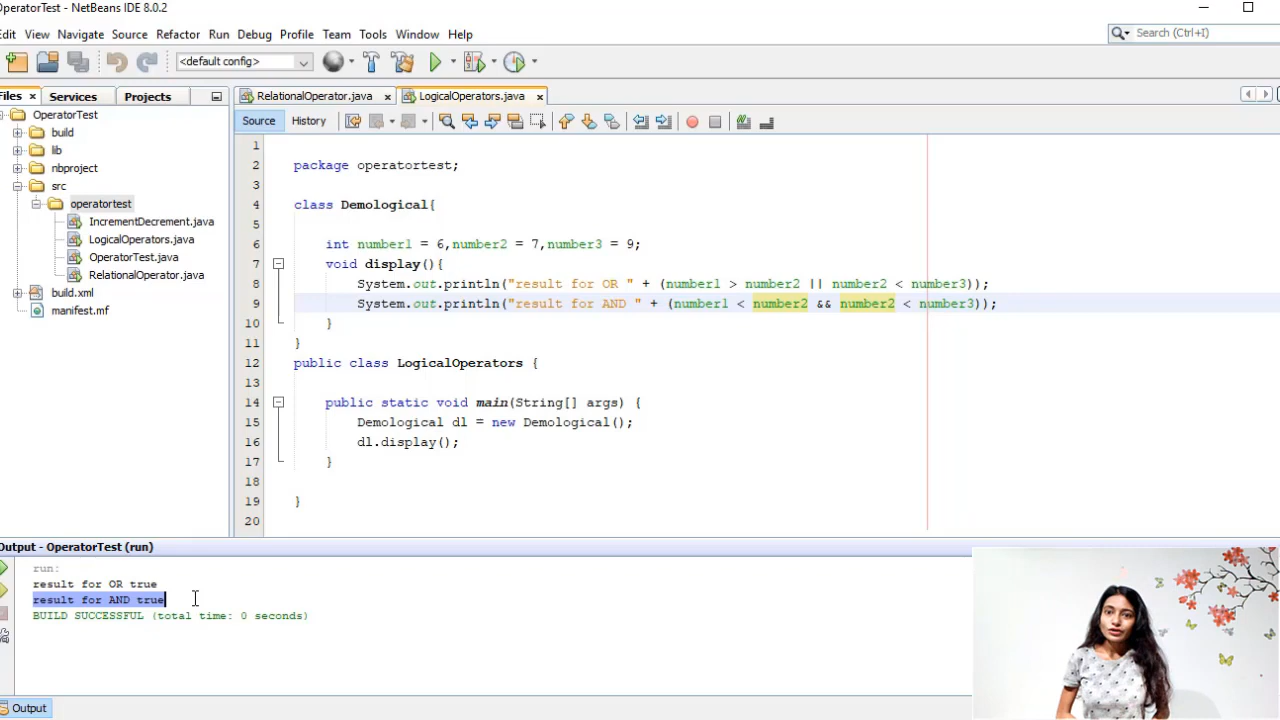 OperatorTest - NetBeans IDE 8.0.2
Edit View Navigate Source Refactor Run Debug Profile Team Tools Window Help
Search (Ctrl+I)
<default config>
Files Services Projects
RelationalOperator.java LogicalOperators.java
Source History
OperatorTest
build
lib
nbproject
src
operatortest
IncrementDecrement.java
LogicalOperators.java
OperatorTest.java
RelationalOperator.java
build.xml
manifest.mf
1
2 package operatortest;
3
4 class Demological{
5
6 int number1 = 6,number2 = 7,number3 = 9;
7 void display(){
8 System.out.println("result for OR " + (number1 > number2 || number2 < number3));
9 System.out.println("result for AND " + (number1 < number2 && number2 < number3));
10 }
11 }
12 public class LogicalOperators {
13
14 public static void main(String[] args) {
15 Demological dl = new Demological();
16 dl.display();
17 }
18
19 }
20
Output - OperatorTest (run)
run:
result for OR true
result for AND true
BUILD SUCCESSFUL (total time: 0 seconds)
Output